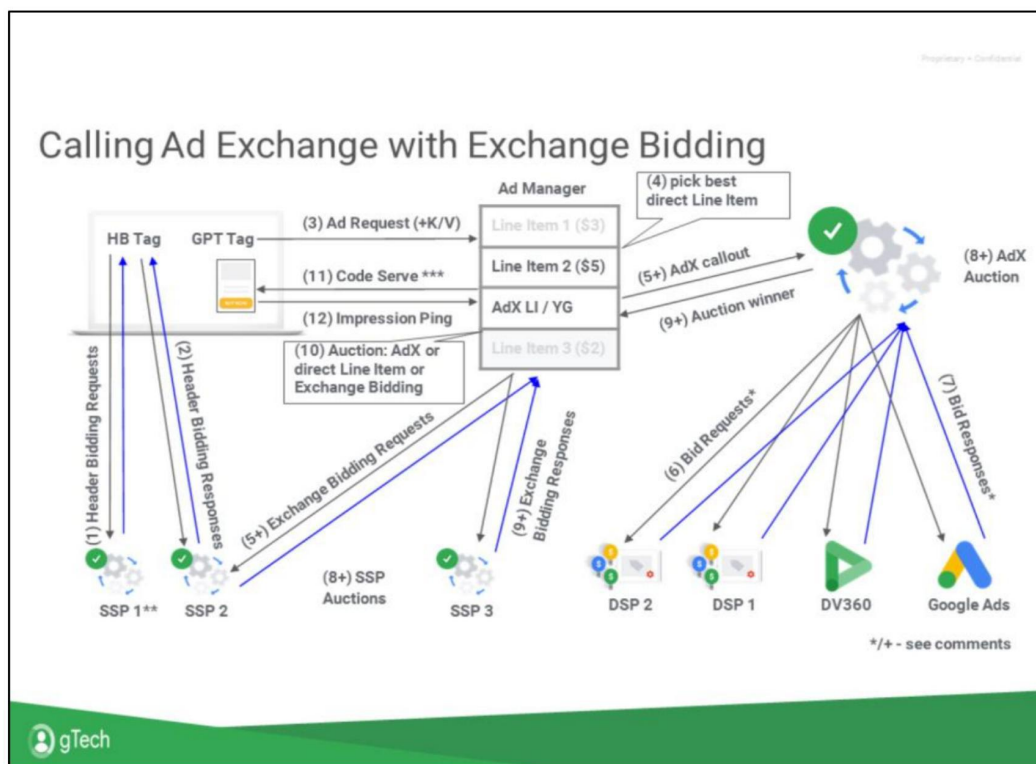 Proprietary + Confidential
Calling Ad Exchange with Exchange Bidding
Ad Manager
(4) pick best
direct Line Item
HB Tag
GPT Tag
(3) Ad Request (+K/V)
Line Item 1 ($3)
Line Item 2 ($5)
AdX LI / YG
Line Item 3 ($2)
(11) Code Serve ***
(12) Impression Ping
(10) Auction: AdX or
direct Line Item or
Exchange Bidding
(5+) AdX callout
(9+) Auction winner
(8+) AdX
Auction
(1) Header Bidding Requests
(2) Header Bidding Responses
(5+) Exchange Bidding Requests
(9+) Exchange
Bidding Responses
(6) Bid Requests*
(7) Bid Responses*
(8+) SSP
Auctions
SSP 1**
SSP 2
SSP 3
DSP 2
DSP 1
DV360
Google Ads
*/+ - see comments
gTech